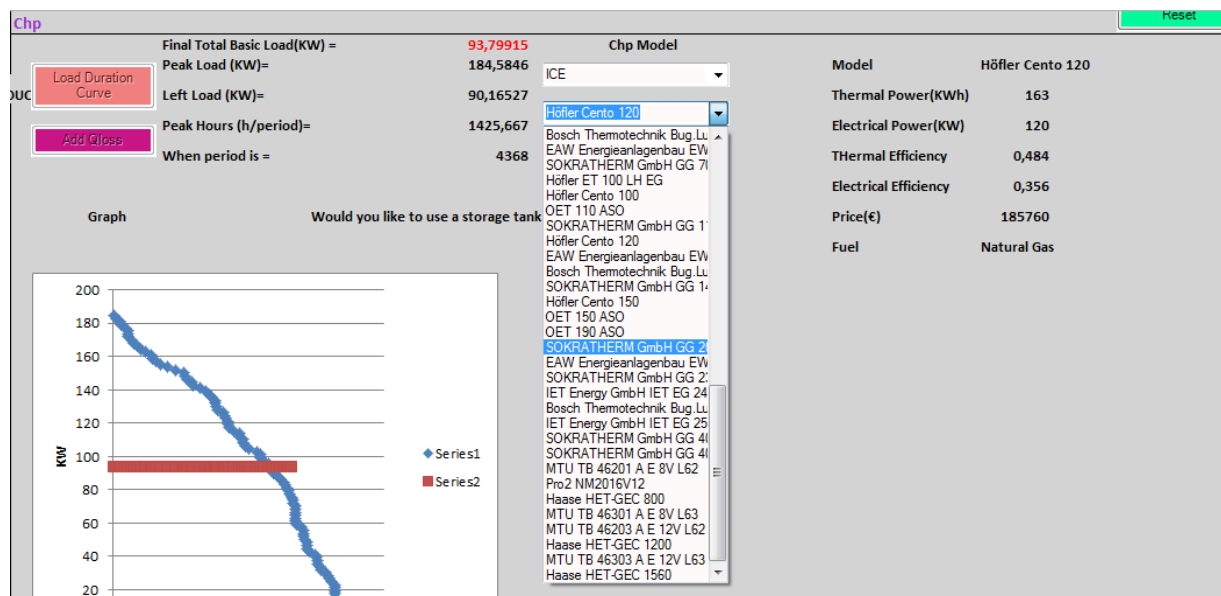 Chp
Reset
Final Total Basic Load(KW) = 93,79915 Chp Model
Peak Load (KW)= 184,5846
Load Duration Curve
ICE
Model Höfler Cento 120
Left Load (KW)= 90,16527
Thermal Power(KWh) 163
Höfler Cento 120
Peak Hours (h/period)= 1425,667
Electrical Power(KW) 120
Add Qloss
When period is = 4368
THermal Efficiency 0,484
Electrical Efficiency 0,356
Graph
Would you like to use a storage tank
Price(€) 185760
Fuel Natural Gas
Bosch Thermotechnik Bug.Lu
EAW Energieanlagenbau EW
SOKRATHERM GmbH GG 70
Höfler ET 100 LH EG
Höfler Cento 100
OET 110 ASO
SOKRATHERM GmbH GG 1
Höfler Cento 120
EAW Energieanlagenbau EW
Bosch Thermotechnik Bug.Lu
SOKRATHERM GmbH GG 14
Höfler Cento 150
OET 150 ASO
OET 190 ASO
SOKRATHERM GmbH GG 20
EAW Energieanlagenbau EW
SOKRATHERM GmbH GG 23
IET Energy GmbH IET EG 24
Bosch Thermotechnik Bug.Lu
IET Energy GmbH IET EG 25
SOKRATHERM GmbH GG 40
SOKRATHERM GmbH GG 40
MTU TB 46201 A E 8V L62
Pro2 NM2016V12
Haase HET-GEC 800
MTU TB 46301 A E 8V L63
MTU TB 46203 A E 12V L62
Haase HET-GEC 1200
MTU TB 46303 A E 12V L63
Haase HET-GEC 1560
200
180
160
140
120
100
80
60
40
20
KW
Series1
Series2